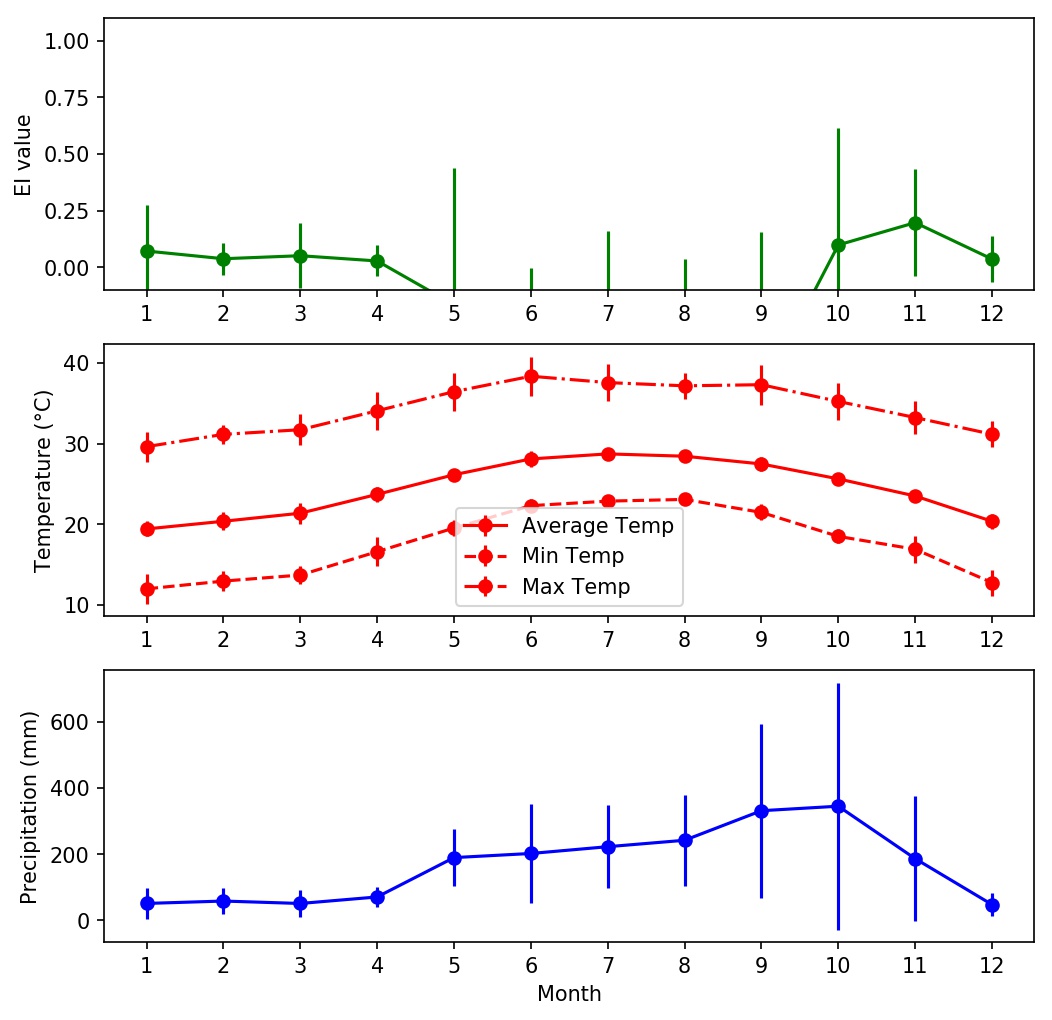 EI value
1.00
0.75
0.50
0.25
0.00
1 2 3 4 5 6 7 8 9 10 11 12
Temperature (°C)
40
30
20
10
Average Temp
Min Temp
Max Temp
1 2 3 4 5 6 7 8 9 10 11 12
Precipitation (mm)
600
400
200
0
1 2 3 4 5 6 7 8 9 10 11 12
Month